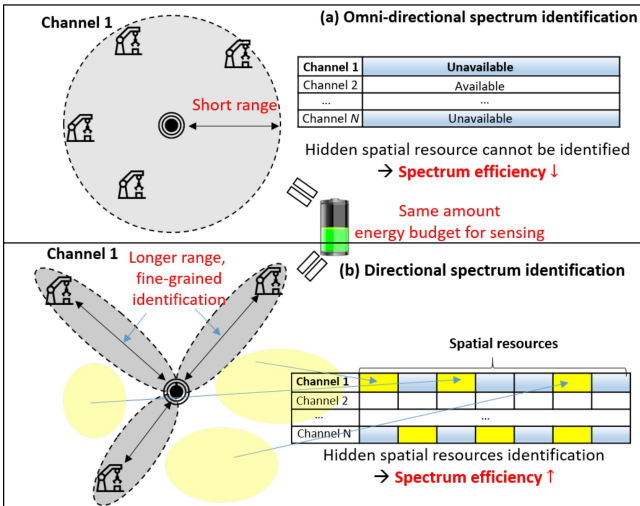 Channel 1
(a) Omni-directional spectrum identification
Short range
Channel 1 Unavailable
Channel 2 Available
... ...
Channel N Unavailable
Hidden spatial resource cannot be identified
→ Spectrum efficiency ↓
Same amount
energy budget for sensing
Channel 1
Longer range,
fine-grained
identification
(b) Directional spectrum identification
Spatial resources
Channel 1
Channel 2
... ...
Channel N
Hidden spatial resources identification
→ Spectrum efficiency ↑